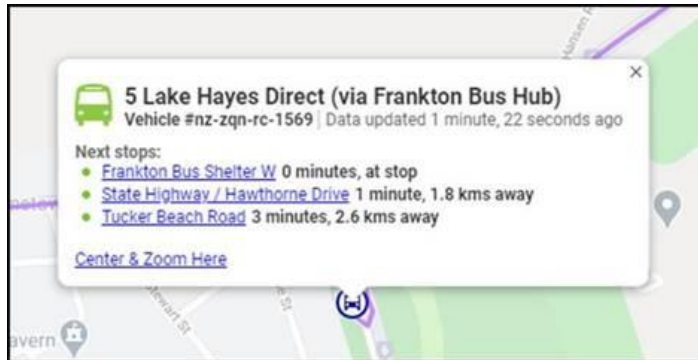 Hansen R
5 Lake Hayes Direct (via Frankton Bus Hub)
Vehicle #nz-zqn-rc-1569 | Data updated 1 minute, 22 seconds ago
Next stops:
Frankton Bus Shelter W 0 minutes, at stop
State Highway / Hawthorne Drive 1 minute, 1.8 kms away
Tucker Beach Road 3 minutes, 2.6 kms away
Center & Zoom Here
Stewart St
e St
avern